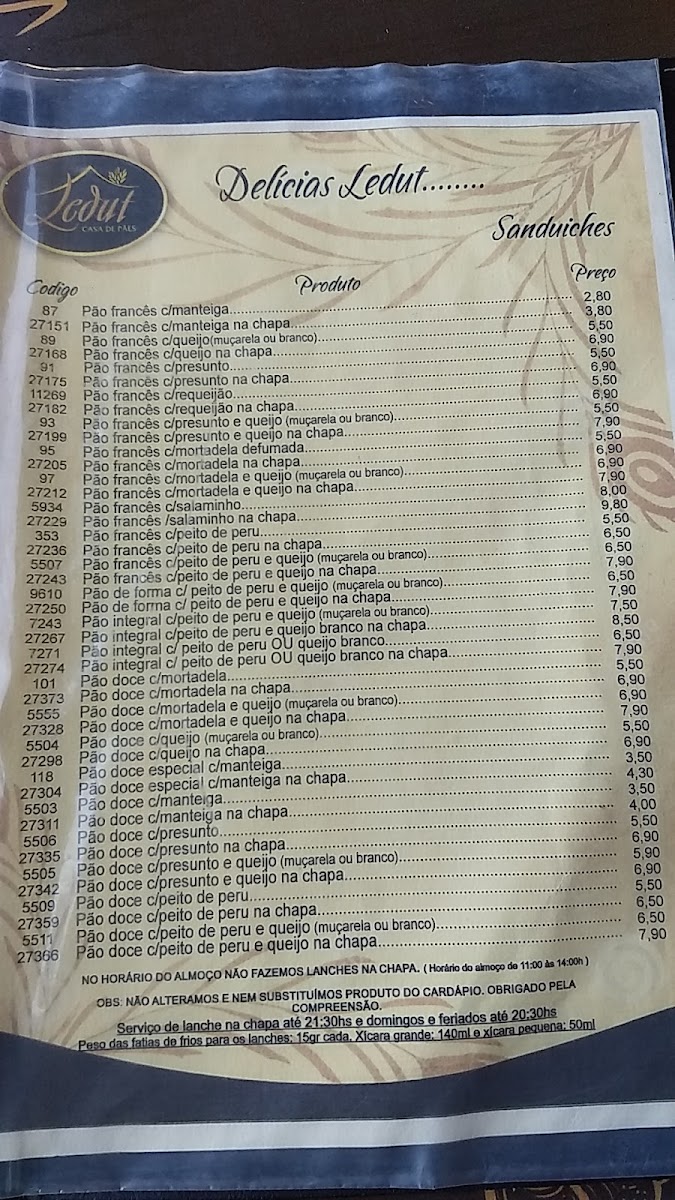 Ledut
CASA DE PÃES
Delícias Ledut........
Sanduiches
Codigo Produto Preço
87 Pão francês c/manteiga........ 2,80
27151 Pão francês c/manteiga na chapa........ 3,80
89 Pão francês c/queijo(muçarela ou branco)........ 5,50
27168 Pão francês c/queijo na chapa........ 6,90
91 Pão francês c/presunto........ 5,50
27175 Pão francês c/presunto na chapa........ 6,90
11269 Pão francês c/requeijão........ 5,50
27182 Pão francês c/requeijão na chapa........ 6,90
93 Pão francês c/presunto e queijo (muçarela ou branco)........ 5,50
27199 Pão francês c/presunto e queijo na chapa........ 7,90
95 Pão francês c/mortadela defumada........ 5,50
27205 Pão francês c/mortadela na chapa........ 6,90
97 Pão francês c/mortadela e queijo (muçarela ou branco)........ 6,90
27212 Pão francês c/mortadela e queijo na chapa........ 7,90
5934 Pão francês c/salaminho........ 8,00
27229 Pão francês /salaminho na chapa........ 9,80
353 Pão francês c/peito de peru........ 5,50
27236 Pão francês c/peito de peru na chapa........ 6,50
5507 Pão francês c/peito de peru e queijo (muçarela ou branco)........ 6,50
27243 Pão francês c/peito de peru e queijo na chapa........ 7,90
9610 Pão de forma c/ peito de peru e queijo (muçarela ou branco)........ 6,50
27250 Pão de forma c/ peito de peru e queijo na chapa........ 7,90
7243 Pão integral c/peito de peru e queijo (muçarela ou branco)........ 7,50
27267 Pão integral c/peito de peru e queijo branco na chapa........ 8,50
7271 Pão integral c/ peito de peru OU queijo branco........ 6,50
27274 Pão integral c/ peito de peru OU queijo branco na chapa........ 7,90
101 Pão doce c/mortadela........ 5,50
27373 Pão doce c/mortadela na chapa........ 6,90
5555 Pão doce c/mortadela e queijo (muçarela ou branco)........ 6,90
27328 Pão doce c/mortadela e queijo na chapa........ 7,90
5504 Pão doce c/queijo (muçarela ou branco)........ 5,50
27298 Pão doce c/queijo na chapa........ 6,90
118 Pão doce especial c/manteiga........ 3,50
27304 Pão doce especial c/manteiga na chapa........ 4,30
5503 Pão doce c/manteiga........ 3,50
27311 Pão doce c/manteiga na chapa........ 4,00
5506 Pão doce c/presunto........ 5,50
27335 Pão doce c/presunto na chapa........ 6,90
5505 Pão doce c/presunto e queijo (muçarela ou branco)........ 5,90
27342 Pão doce c/presunto e queijo na chapa........ 6,90
5509 Pão doce c/peito de peru........ 5,50
27359 Pão doce c/peito de peru na chapa........ 6,50
5511 Pão doce c/peito de peru e queijo (muçarela ou branco)........ 6,50
27366 Pão doce c/peito de peru e queijo na chapa........ 7,90
NO HORÁRIO DO ALMOÇO NÃO FAZEMOS LANCHES NA CHAPA. ( Horário do almoço de 11:00 às 14:00h )
OBS: NÃO ALTERAMOS E NEM SUBSTITUÍMOS PRODUTO DO CARDÁPIO. OBRIGADO PELA
COMPREENSÃO.
Serviço de lanche na chapa até 21:30hs e domingos e feriados até 20:30hs
Peso das fatias de frios para os lanches: 15gr cada. Xícara grande: 140ml e xícara pequena: 50ml